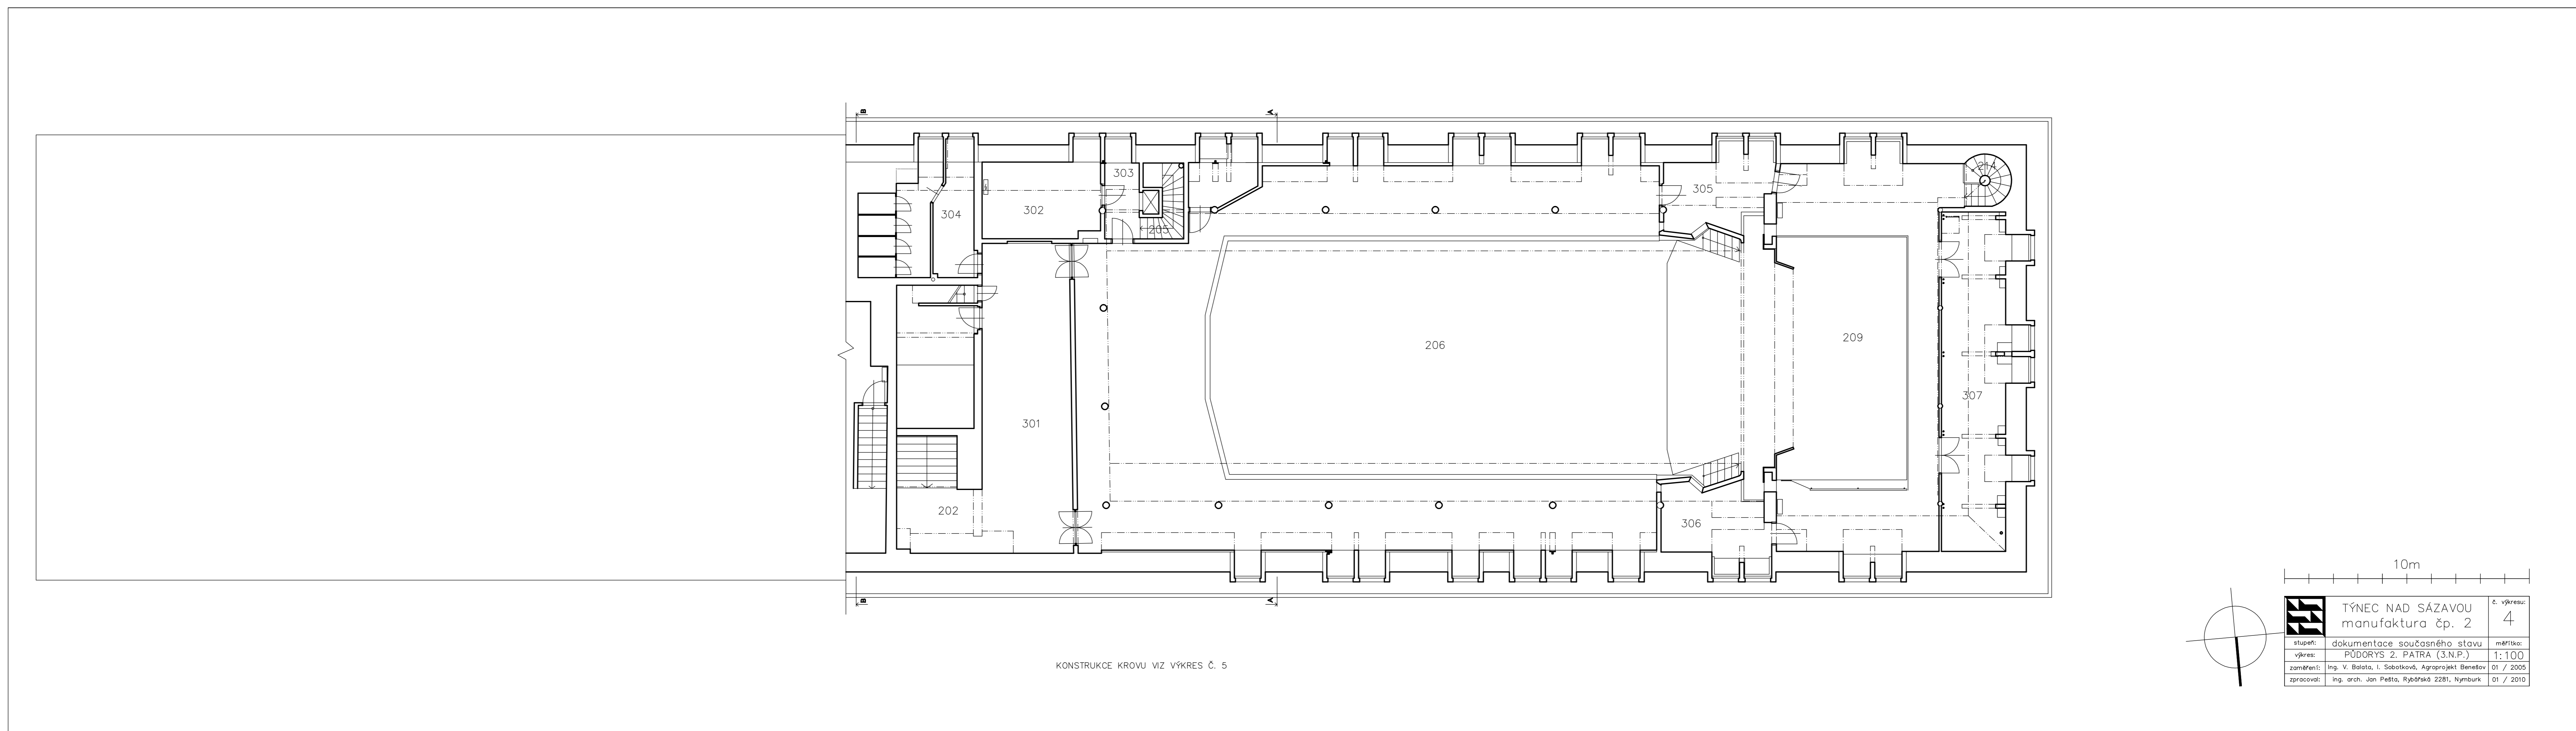 B
A
303
214
305
304
302
205
206
209
307
301
202
306
B
A
10m
TÝNEC NAD SÁZAVOU
manufaktura čp. 2
č. výkresu:
4
stupeň:
dokumentace současného stavu
měřítko:
výkres:
PŮDORYS 2. PATRA (3.N.P.)
1:100
zaměření:
Ing. V. Balata, I. Sobotková, Agroprojekt Benešov
01 / 2005
zpracoval:
ing. arch. Jan Pešta, Rybářská 2281, Nymburk
01 / 2010
KONSTRUKCE KROVU VIZ VÝKRES Č. 5